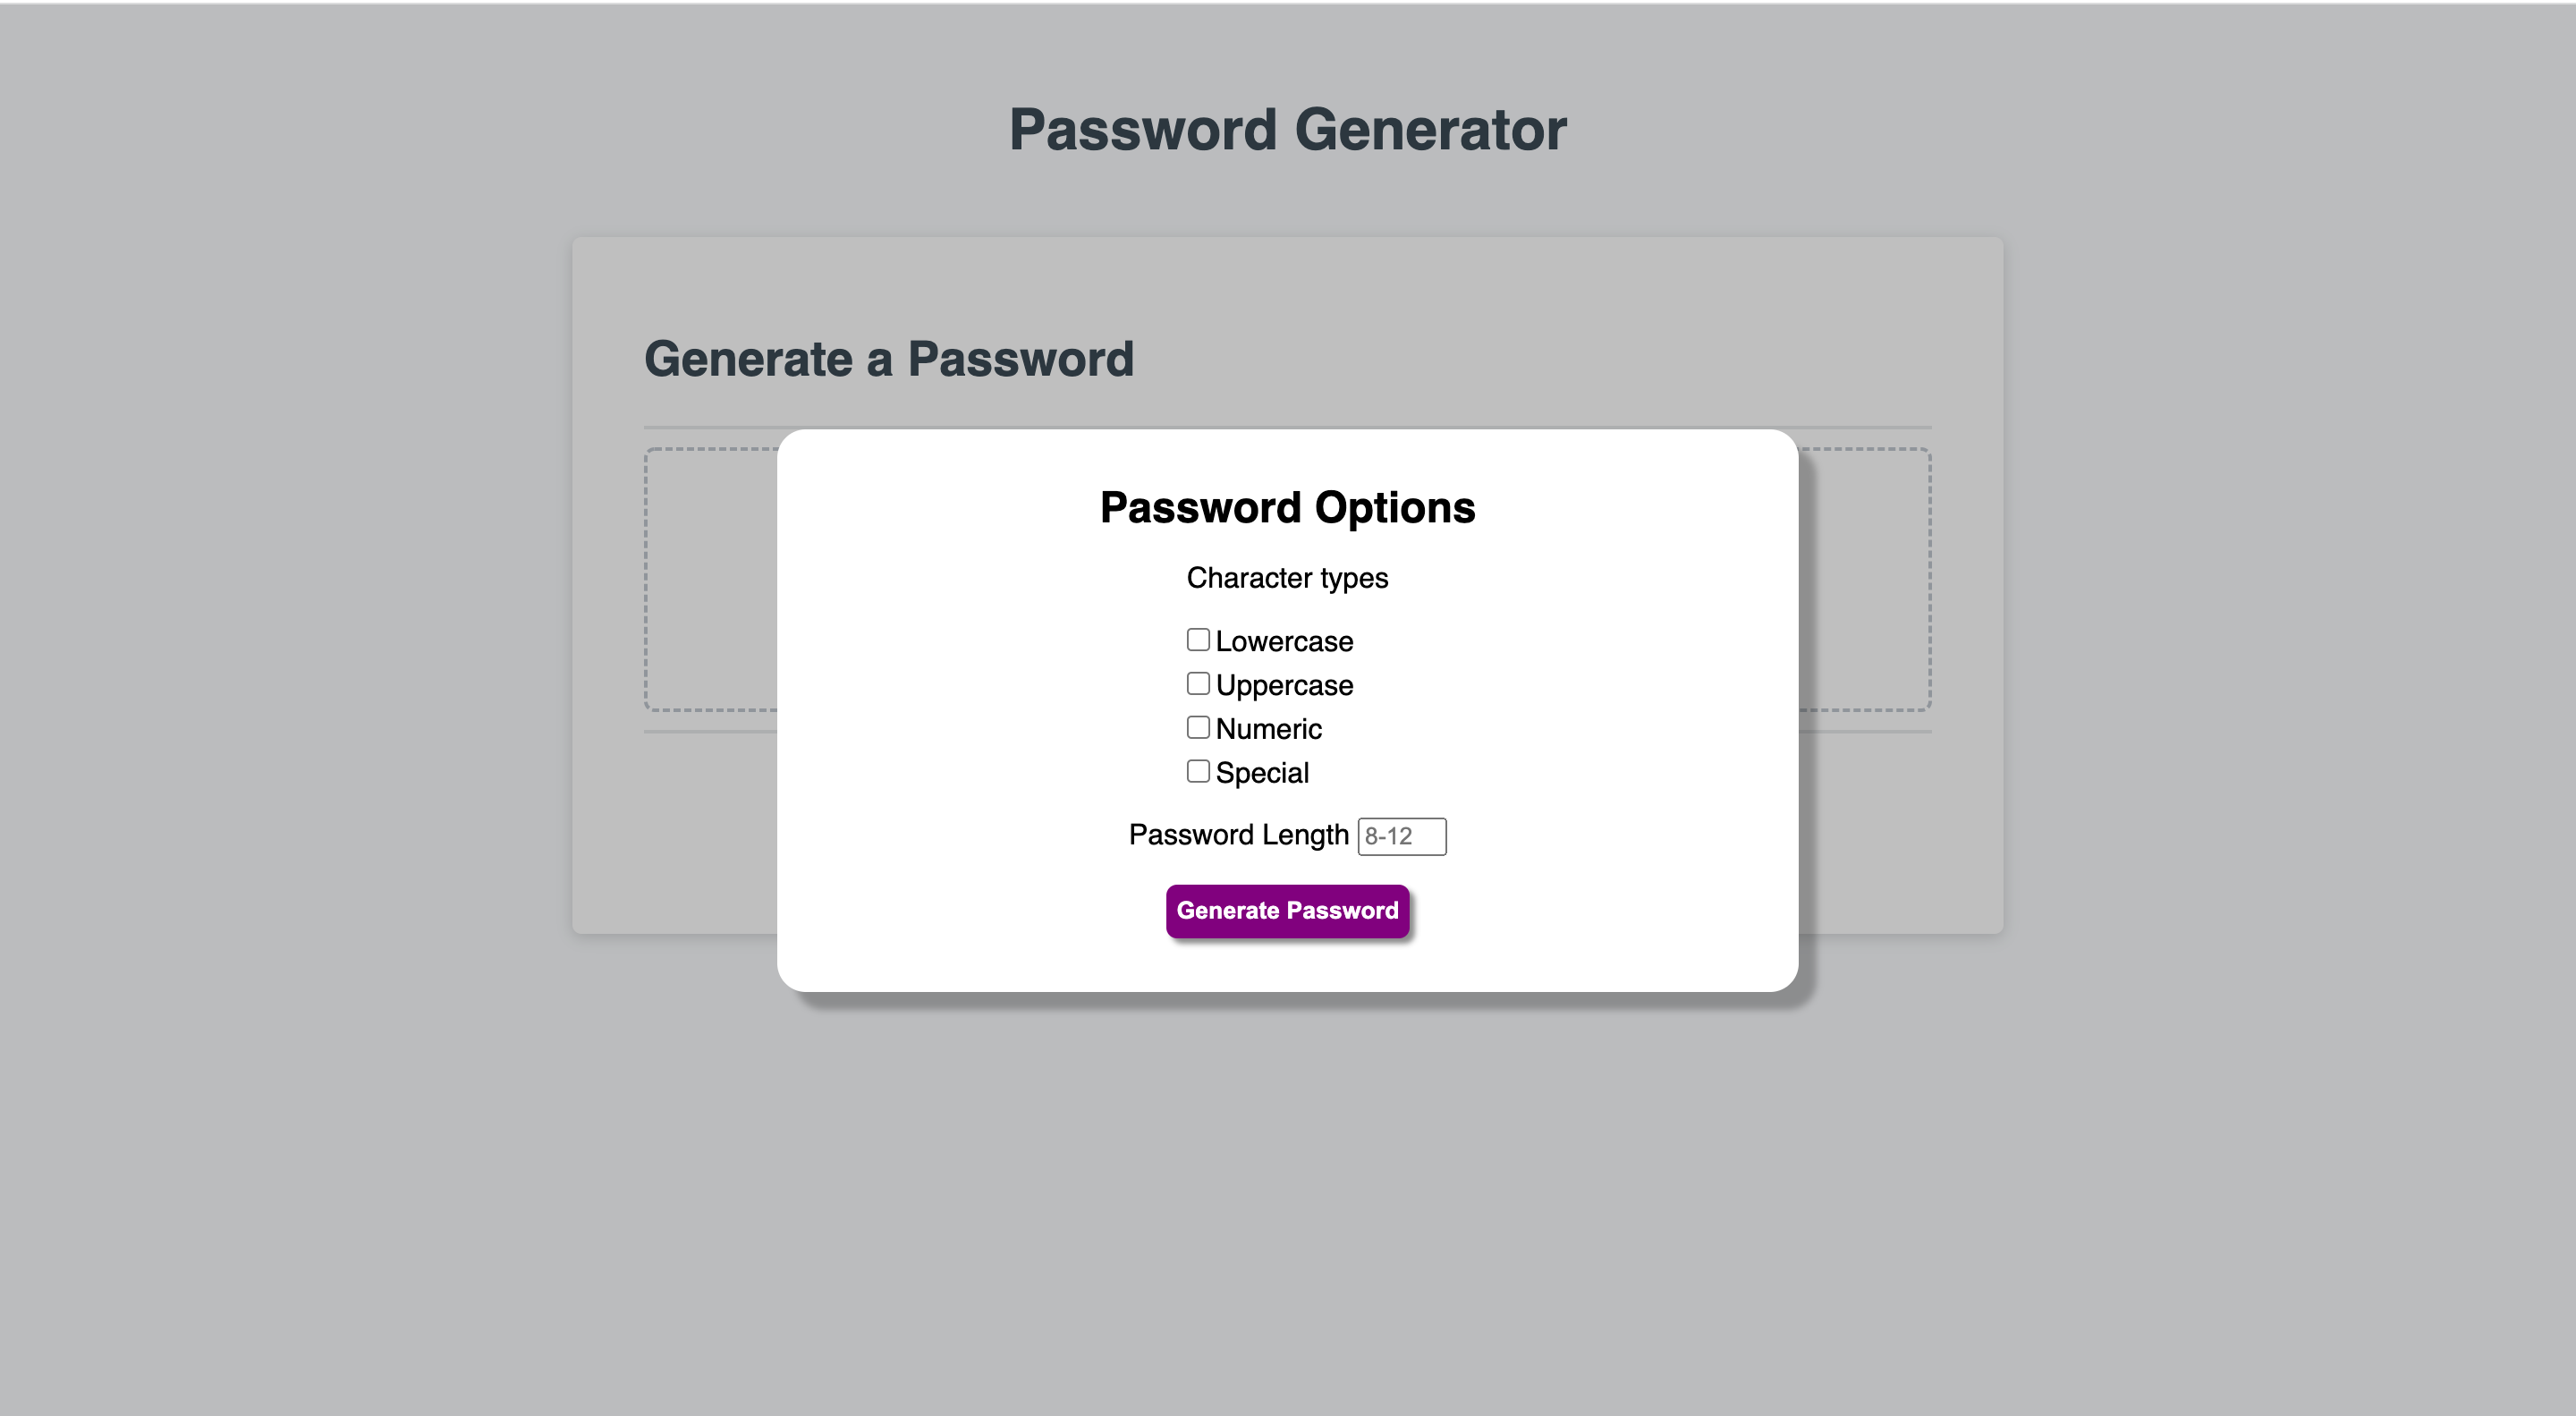 Password Generator
Generate a Password
Password Options
Character types
Lowercase
Uppercase
Numeric
Special
Password Length 8-12
Generate Password